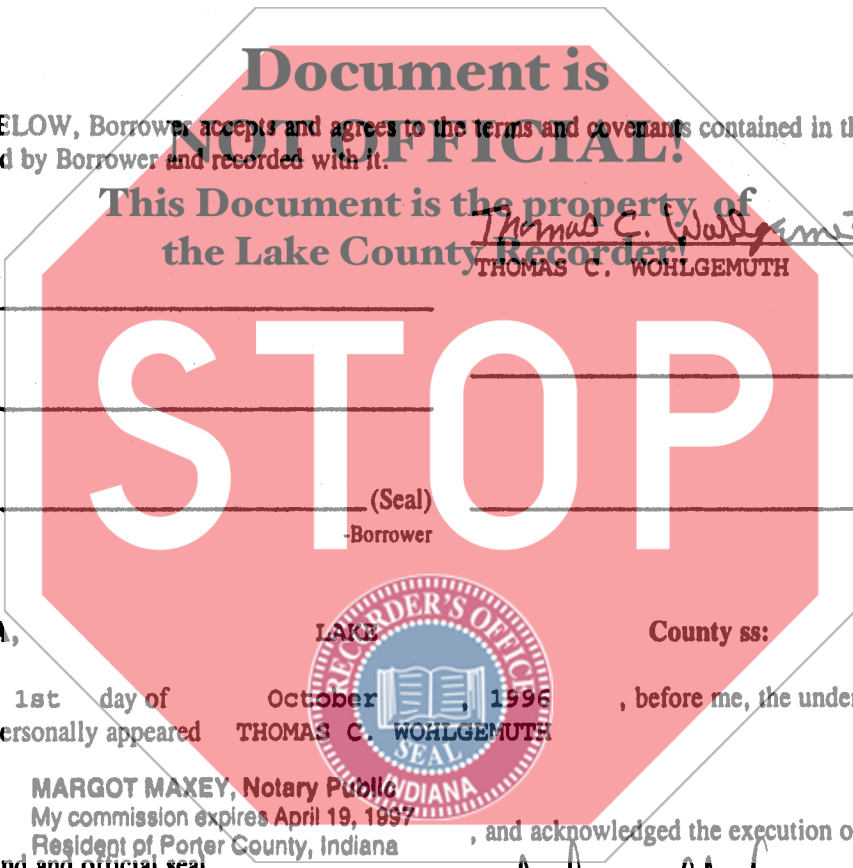 Document is
ELOW, Borrower accepts and agrees to the terms and covenants contained in th
NOT OFFICIAL!
d by Borrower and recorded with it.
This Document is the property of
Thomas C. Wohlgemut
the Lake County Recorder!
THOMAS C. WOHLGEMUTH
STOP
(Seal)
-Borrower
RECORDER'S OFFICE
LAKE County ss:
1st day of October , 1996 , before me, the under
ersonally appeared THOMAS C. WOHLGEMUTH
SEAL
INDIANA
MARGOT MAXEY, Notary Public
My commission expires April 19, 1997
Resident of Porter County, Indiana
, and acknowledged the execution o
nd and official seal